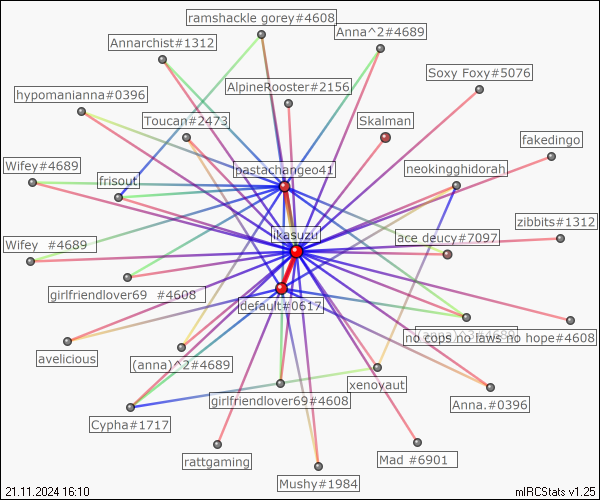 ramshackle gorey#4608
Annarchist#1312
Anna^2#4689
Soxy Foxy#5076
AlpineRooster#2156
hypomanianna#0396
Toucan#2473
Skalman
fakedingo
Wifey#4689
pastachangeo41
neokingghidorah
frisout
zibbits#1312
ikasuzu
ace deucy#7097
Wifey #4689
girlfriendlover69 #4608
default#0617
no cops no laws no hope#4608
avelicious
(anna)^2#4689
xenoyaut
girlfriendlover69#4608
Anna.#0396
Cypha#1717
rattgaming
Mad #6901
Mushy#1984
21.11.2024 16:10
mIRCStats v1.25